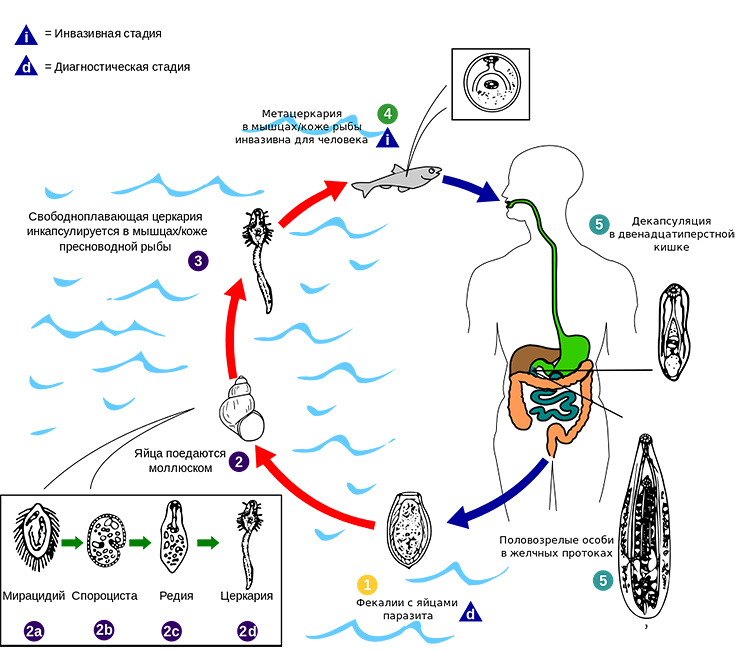 i = Инвазивная стадия
d = Диагностическая стадия
Метацеркария
в мышцах/коже рыбы
инвазивна для человека
4
i
Свободноплавающая церкария
инкапсулируется в мышцах/коже
пресноводной рыбы
3
5
Декапсуляция
в двенадцатиперстной
кишке
Яйца поедаются
моллюском
2
Половозрелые особи
в желчных протоках
5
1
Фекалии с яйцами
паразита
d
Мирацидий Спороциста Редия Церкария
2a 2b 2c 2d